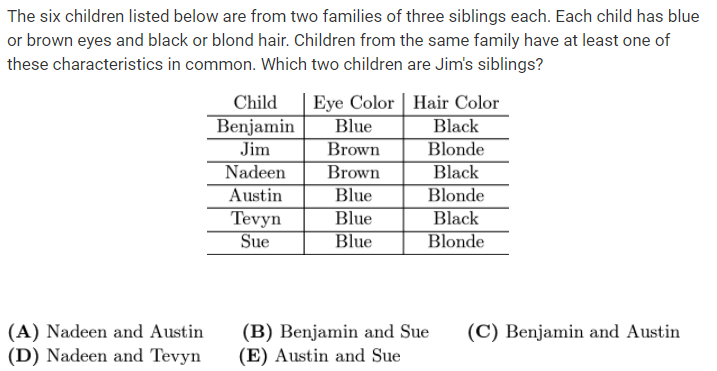 The six children listed below are from two families of three siblings each. Each child has blue
or brown eyes and black or blond hair. Children from the same family have at least one of
these characteristics in common. Which two children are Jim's siblings?
Child Eye Color Hair Color
Benjamin Blue Black
Jim Brown Blonde
Nadeen Brown Black
Austin Blue Blonde
Tevyn Blue Black
Sue Blue Blonde
(A) Nadeen and Austin (B) Benjamin and Sue (C) Benjamin and Austin
(D) Nadeen and Tevyn (E) Austin and Sue